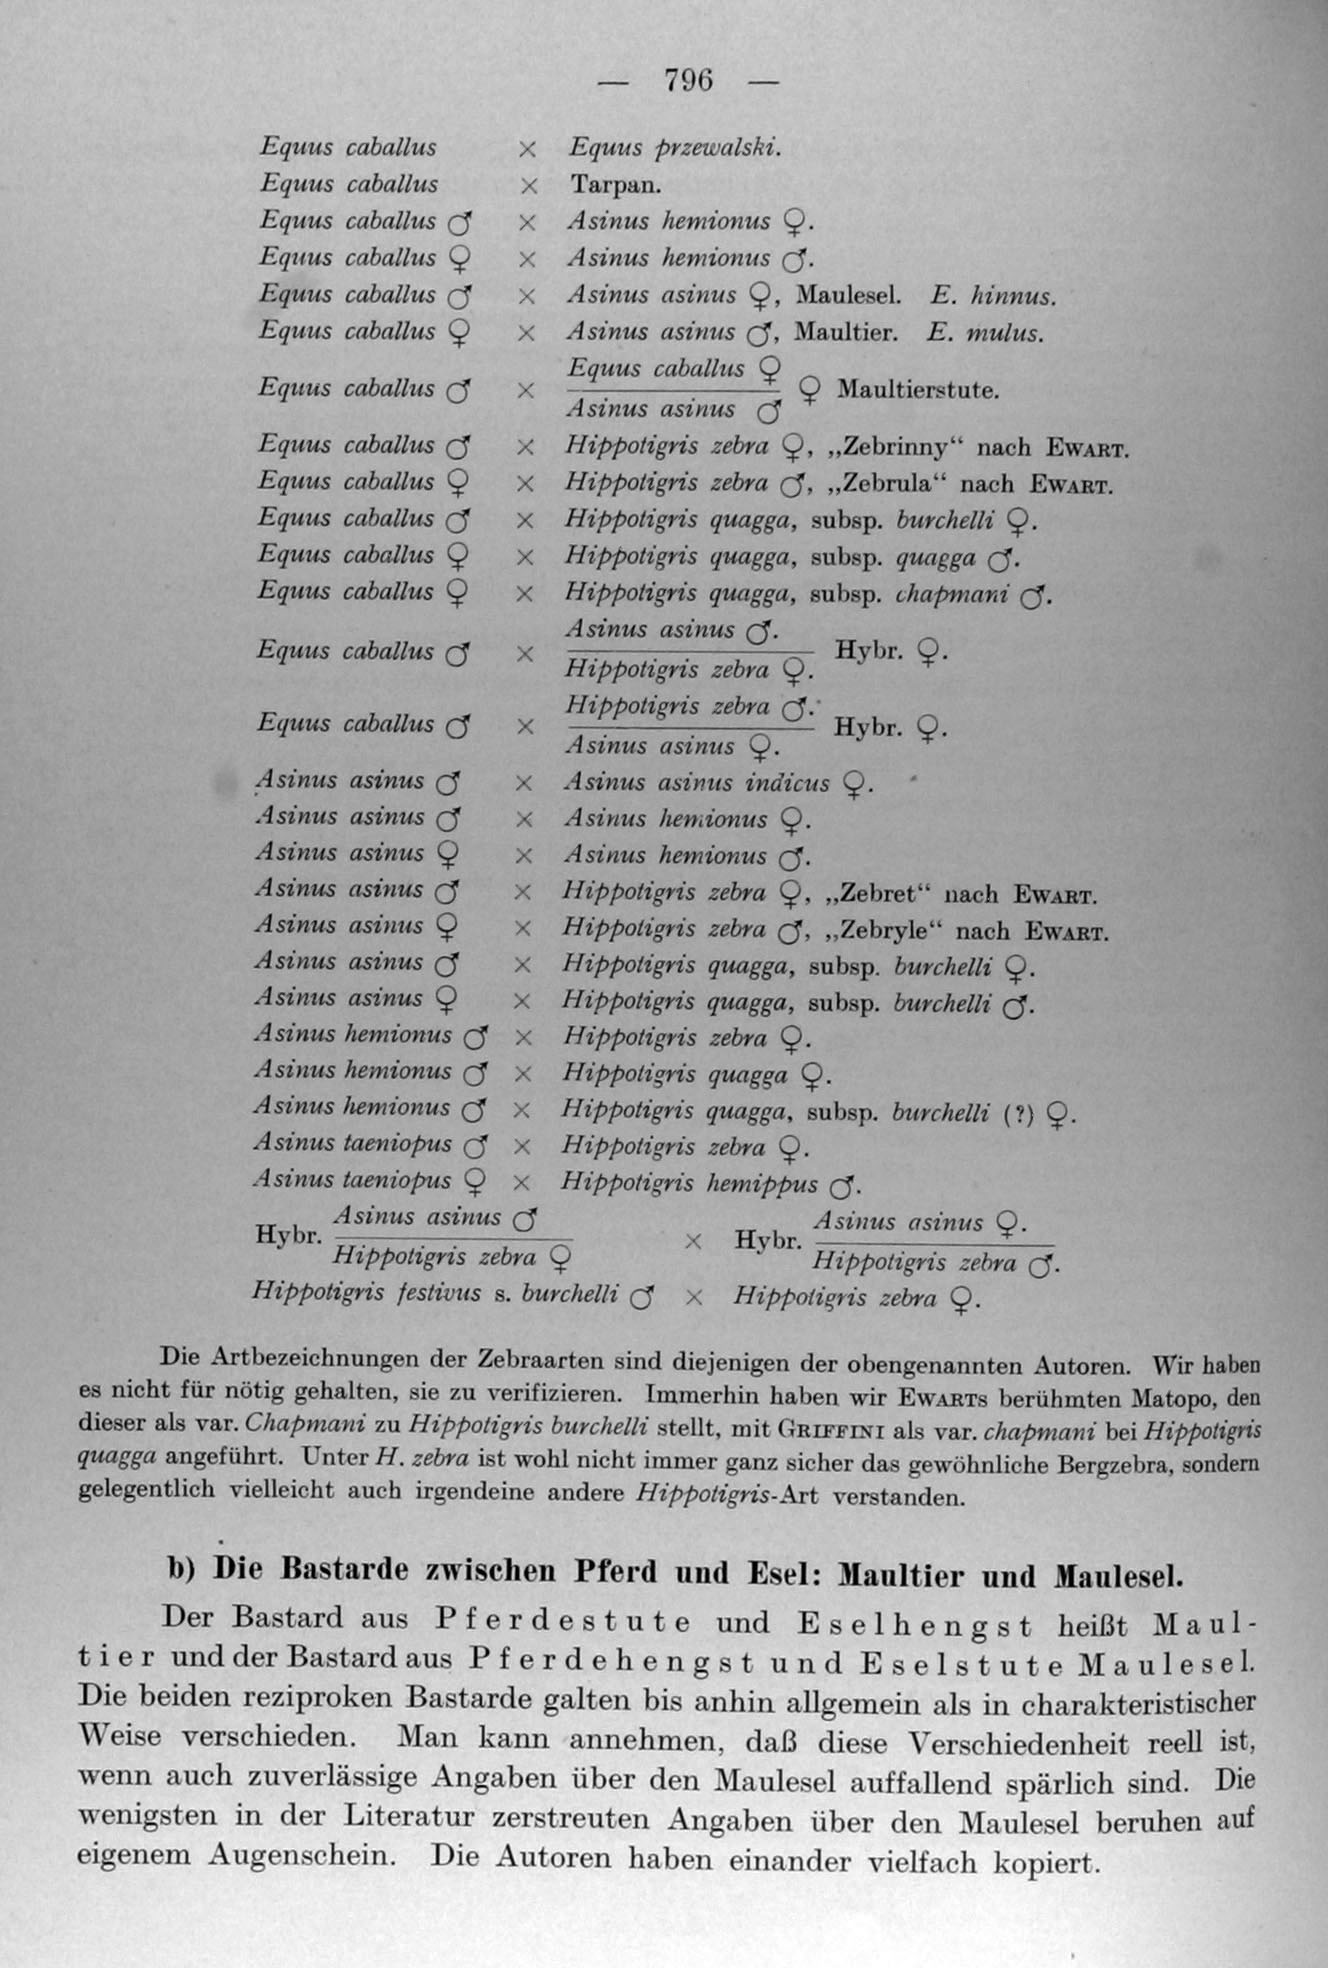 — 796 —
Equus caballus × Equus przewalski.
Equus caballus × Tarpan.
Equus caballus ♂ × Asinus hemionus ♀.
Equus caballus ♀ × Asinus hemionus ♂.
Equus caballus ♂ × Asinus asinus ♀, Maulesel. E. hinnus.
Equus caballus ♀ × Asinus asinus ♂, Maultier. E. mulus.
Equus caballus ♀
Equus caballus ♂ × ♀ Maultierstute.
Asinus asinus ♂
Equus caballus ♂ × Hippotigris zebra ♀, „Zebrinny“ nach EWART.
Equus caballus ♀ × Hippotigris zebra ♂, „Zebrula“ nach EWART.
Equus caballus ♂ × Hippotigris quagga, subsp. burchelli ♀.
Equus caballus ♀ × Hippotigris quagga, subsp. quagga ♂.
Equus caballus ♀ × Hippotigris quagga, subsp. chapmani ♂.
Asinus asinus ♂.
Equus caballus ♂ × Hybr. ♀.
Hippotigris zebra ♀.
Hippotigris zebra ♂.
Equus caballus ♂ × Hybr. ♀.
Asinus asinus ♀.
Asinus asinus ♂ × Asinus asinus indicus ♀.
Asinus asinus ♂ × Asinus hemionus ♀.
Asinus asinus ♀ × Asinus hemionus ♂.
Asinus asinus ♂ × Hippotigris zebra ♀, „Zebret“ nach EWART.
Asinus asinus ♀ × Hippotigris zebra ♂, „Zebryle“ nach EWART.
Asinus asinus ♂ × Hippotigris quagga, subsp. burchelli ♀.
Asinus asinus ♀ × Hippotigris quagga, subsp. burchelli ♂.
Asinus hemionus ♂ × Hippotigris zebra ♀.
Asinus hemionus ♂ × Hippotigris quagga ♀.
Asinus hemionus ♂ × Hippotigris quagga, subsp. burchelli (?) ♀.
Asinus taeniopus ♂ × Hippotigris zebra ♀.
Asinus taeniopus ♀ × Hippotigris hemippus ♂.
Asinus asinus ♂ Asinus asinus ♀.
Hybr. × Hybr.
Hippotigris zebra ♀ Hippotigris zebra ♂.
Hippotigris festivus s. burchelli ♂ × Hippotigris zebra ♀.
Die Artbezeichnungen der Zebraarten sind diejenigen der obengenannten Autoren. Wir haben
es nicht für nötig gehalten, sie zu verifizieren. Immerhin haben wir EWARTs berühmten Matopo, den
dieser als var. Chapmani zu Hippotigris burchelli stellt, mit GRIFFINI als var. chapmani bei Hippotigris
quagga angeführt. Unter H. zebra ist wohl nicht immer ganz sicher das gewöhnliche Bergzebra, sondern
gelegentlich vielleicht auch irgendeine andere Hippotigris-Art verstanden.
b) Die Bastarde zwischen Pferd und Esel: Maultier und Maulesel.
Der Bastard aus Pferdestute und Eselhengst heißt Maul-
tier und der Bastard aus Pferdehengst und Eselstute Maulesel.
Die beiden reziproken Bastarde galten bis anhin allgemein als in charakteristischer
Weise verschieden. Man kann annehmen, daß diese Verschiedenheit reell ist,
wenn auch zuverlässige Angaben über den Maulesel auffallend spärlich sind. Die
wenigsten in der Literatur zerstreuten Angaben über den Maulesel beruhen auf
eigenem Augenschein. Die Autoren haben einander vielfach kopiert.